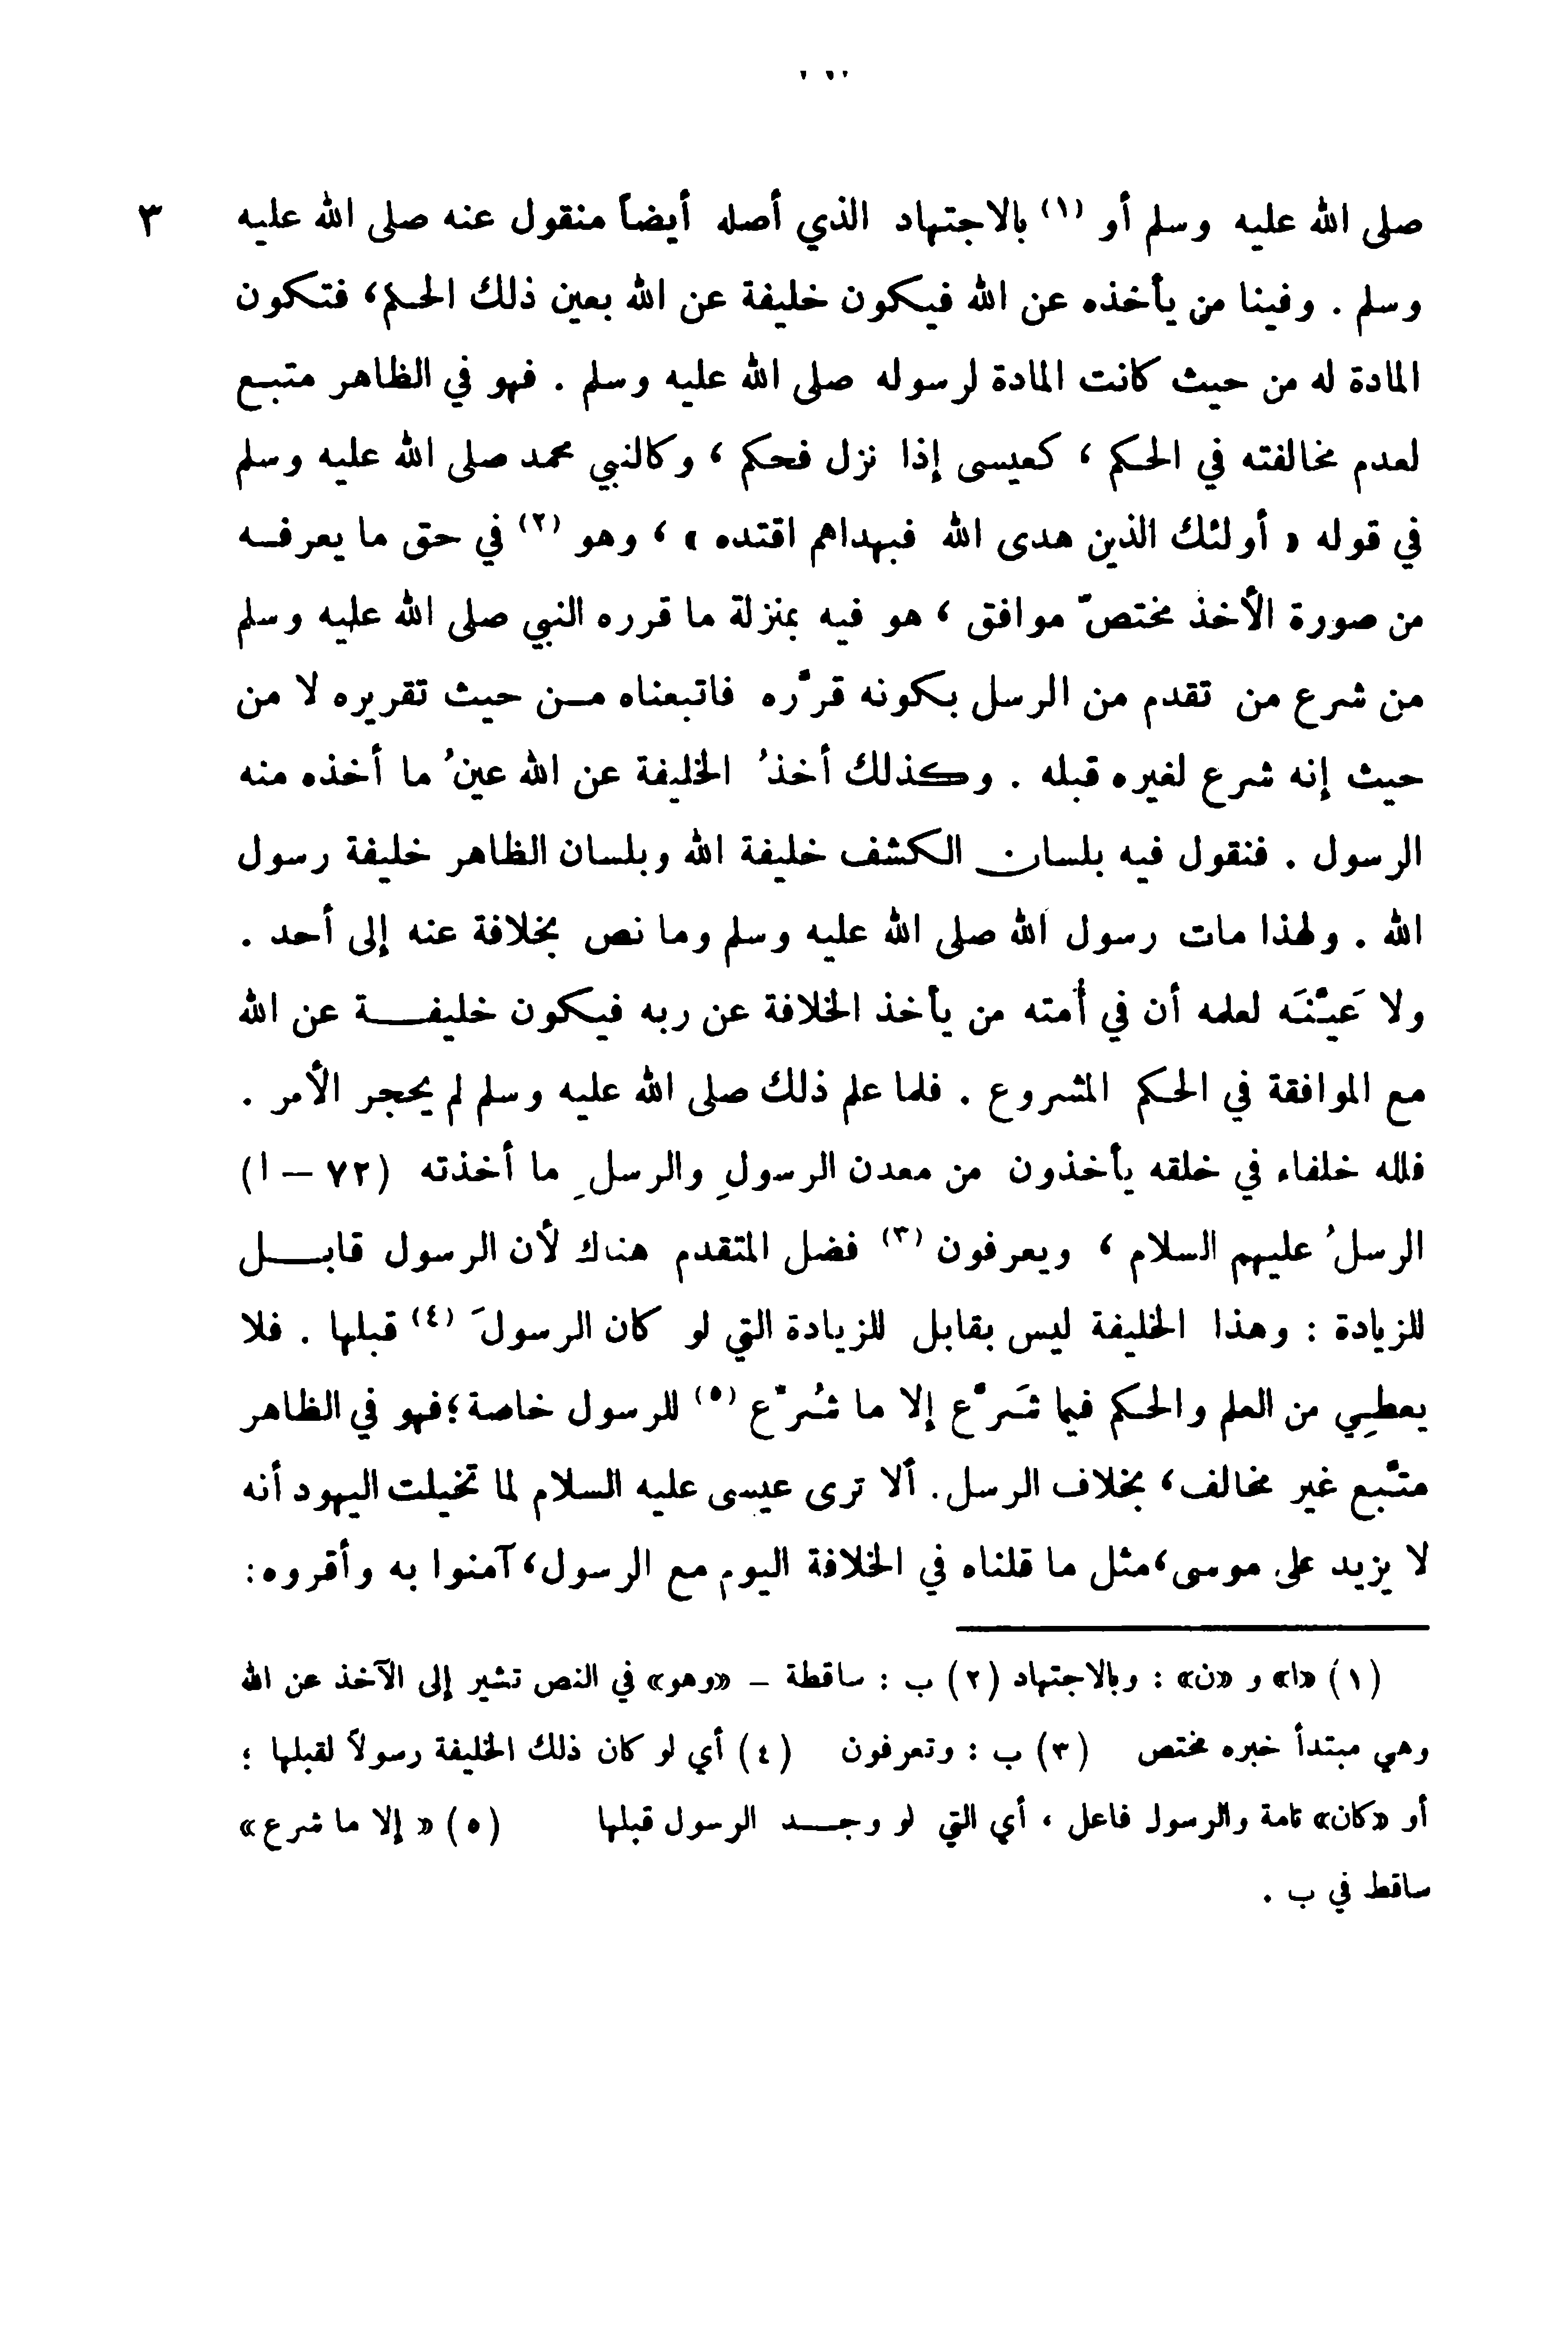 صلى الله عليه وسلم أو (١) بالاجتهاد الذي أصله أيضاً منقول عنه صلى الله عليه ٣
وسلم . وفينا من يأخذه عن الله فيكون خليفة عن الله بعين ذلك الحكم، فتكون
المادة له من حيث كانت المادة لرسوله صلى الله عليه وسلم . فهو في الظاهر متبع
لعدم مخالفته في الحكم ، كعيسى إذا نزل فحكم ، وكالنبي محمد صلى الله عليه وسلم
في قوله « أولئك الذين هدى الله فبهداهم اقتده » ، وهو (٢) في حق ما يعرفه
من صورة الأخذ مختصّ موافق ، هو فيه بمنزلة ما قرره النبي صلى الله عليه وسلم
من شرع من تقدم من الرسل بكونه قرَّره فاتبعناه من حيث تقريره لا من
حيث إنه شرع لغيره قبله . وكذلك أخذُ الخليفة عن الله عينُ ما أخذه منه
الرسول . فنقول فيه بلسان الكشف خليفة الله وبلسان الظاهر خليفة رسول
الله . ولهذا مات رسول الله صلى الله عليه وسلم وما نص بخلافة عنه إلى أحد .
ولا عَيَّنَه لعلمه أن في أمته من يأخذ الخلافة عن ربه فيكون خليفة عن الله
مع الموافقة في الحكم المشروع . فلما علم ذلك صلى الله عليه وسلم لم يحجر الأمر .
فلله خلفاء في خلقه يأخذون من معدن الرسولِ والرسلِ ما أخذته (٧٢ – ا)
الرسلُ عليهم السلام ، ويعرفون (٣) فضل المتقدم هناك لأن الرسول قابل
للزيادة : وهذا الخليفة ليس بقابل للزيادة التي لو كان الرسولَ (٤) قبلها . فلا
يعطِي من العلم والحكم فيما شَرَّع إلا ما شُرِّع (٥) للرسول خاصة؛ فهو في الظاهر
متَّبع غير مخالف، بخلاف الرسل. ألا ترى عيسى عليه السلام لما تخيلت اليهود أنه
لا يزيد على موسى، مثل ما قلناه في الخلافة اليوم مع الرسول، آمنوا به وأقروه:
(١) «ا» و «ن» : وبالاجتهاد (٢) ب : ساقطة – «وهو» في النص تشير إلى الآخذ عن الله
وهي مبتدأ خبره مختص (٣) ب : وتعرفون (٤) أي لو كان ذلك الخليفة رسولاً لقبلها ؛
أو «كان» تامة والرسول فاعل ، أي التي لو وجد الرسول قبلها (٥) « إلا ما شرع»
ساقط في ب .